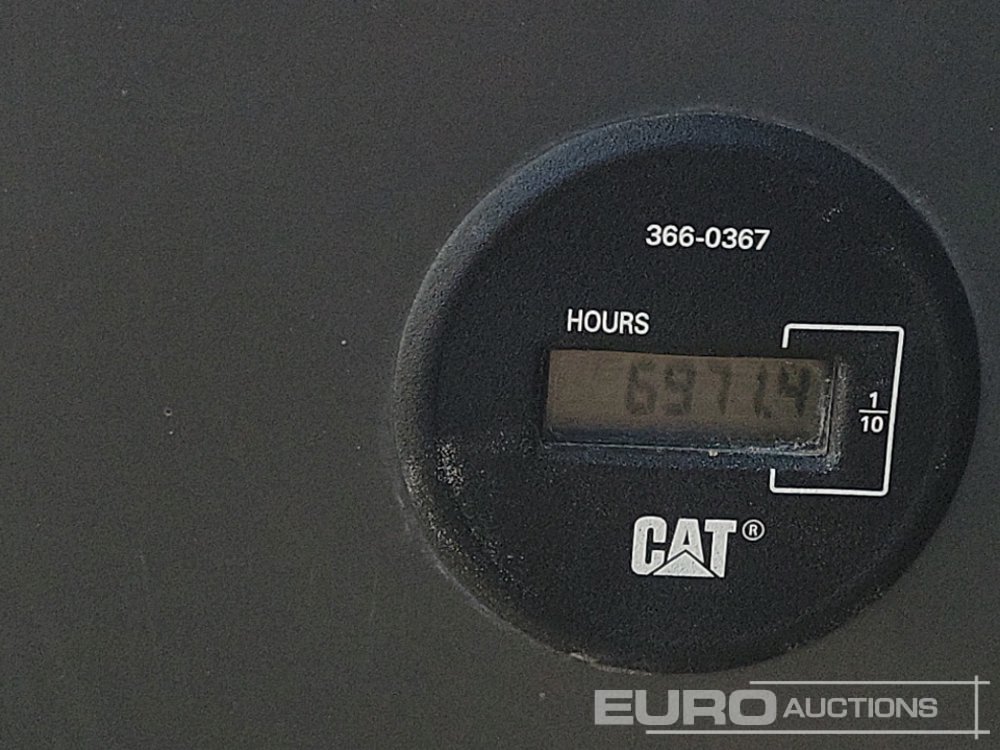 366-0367
HOURS
6971.4
1
10
CAT®
EURO AUCTIONS